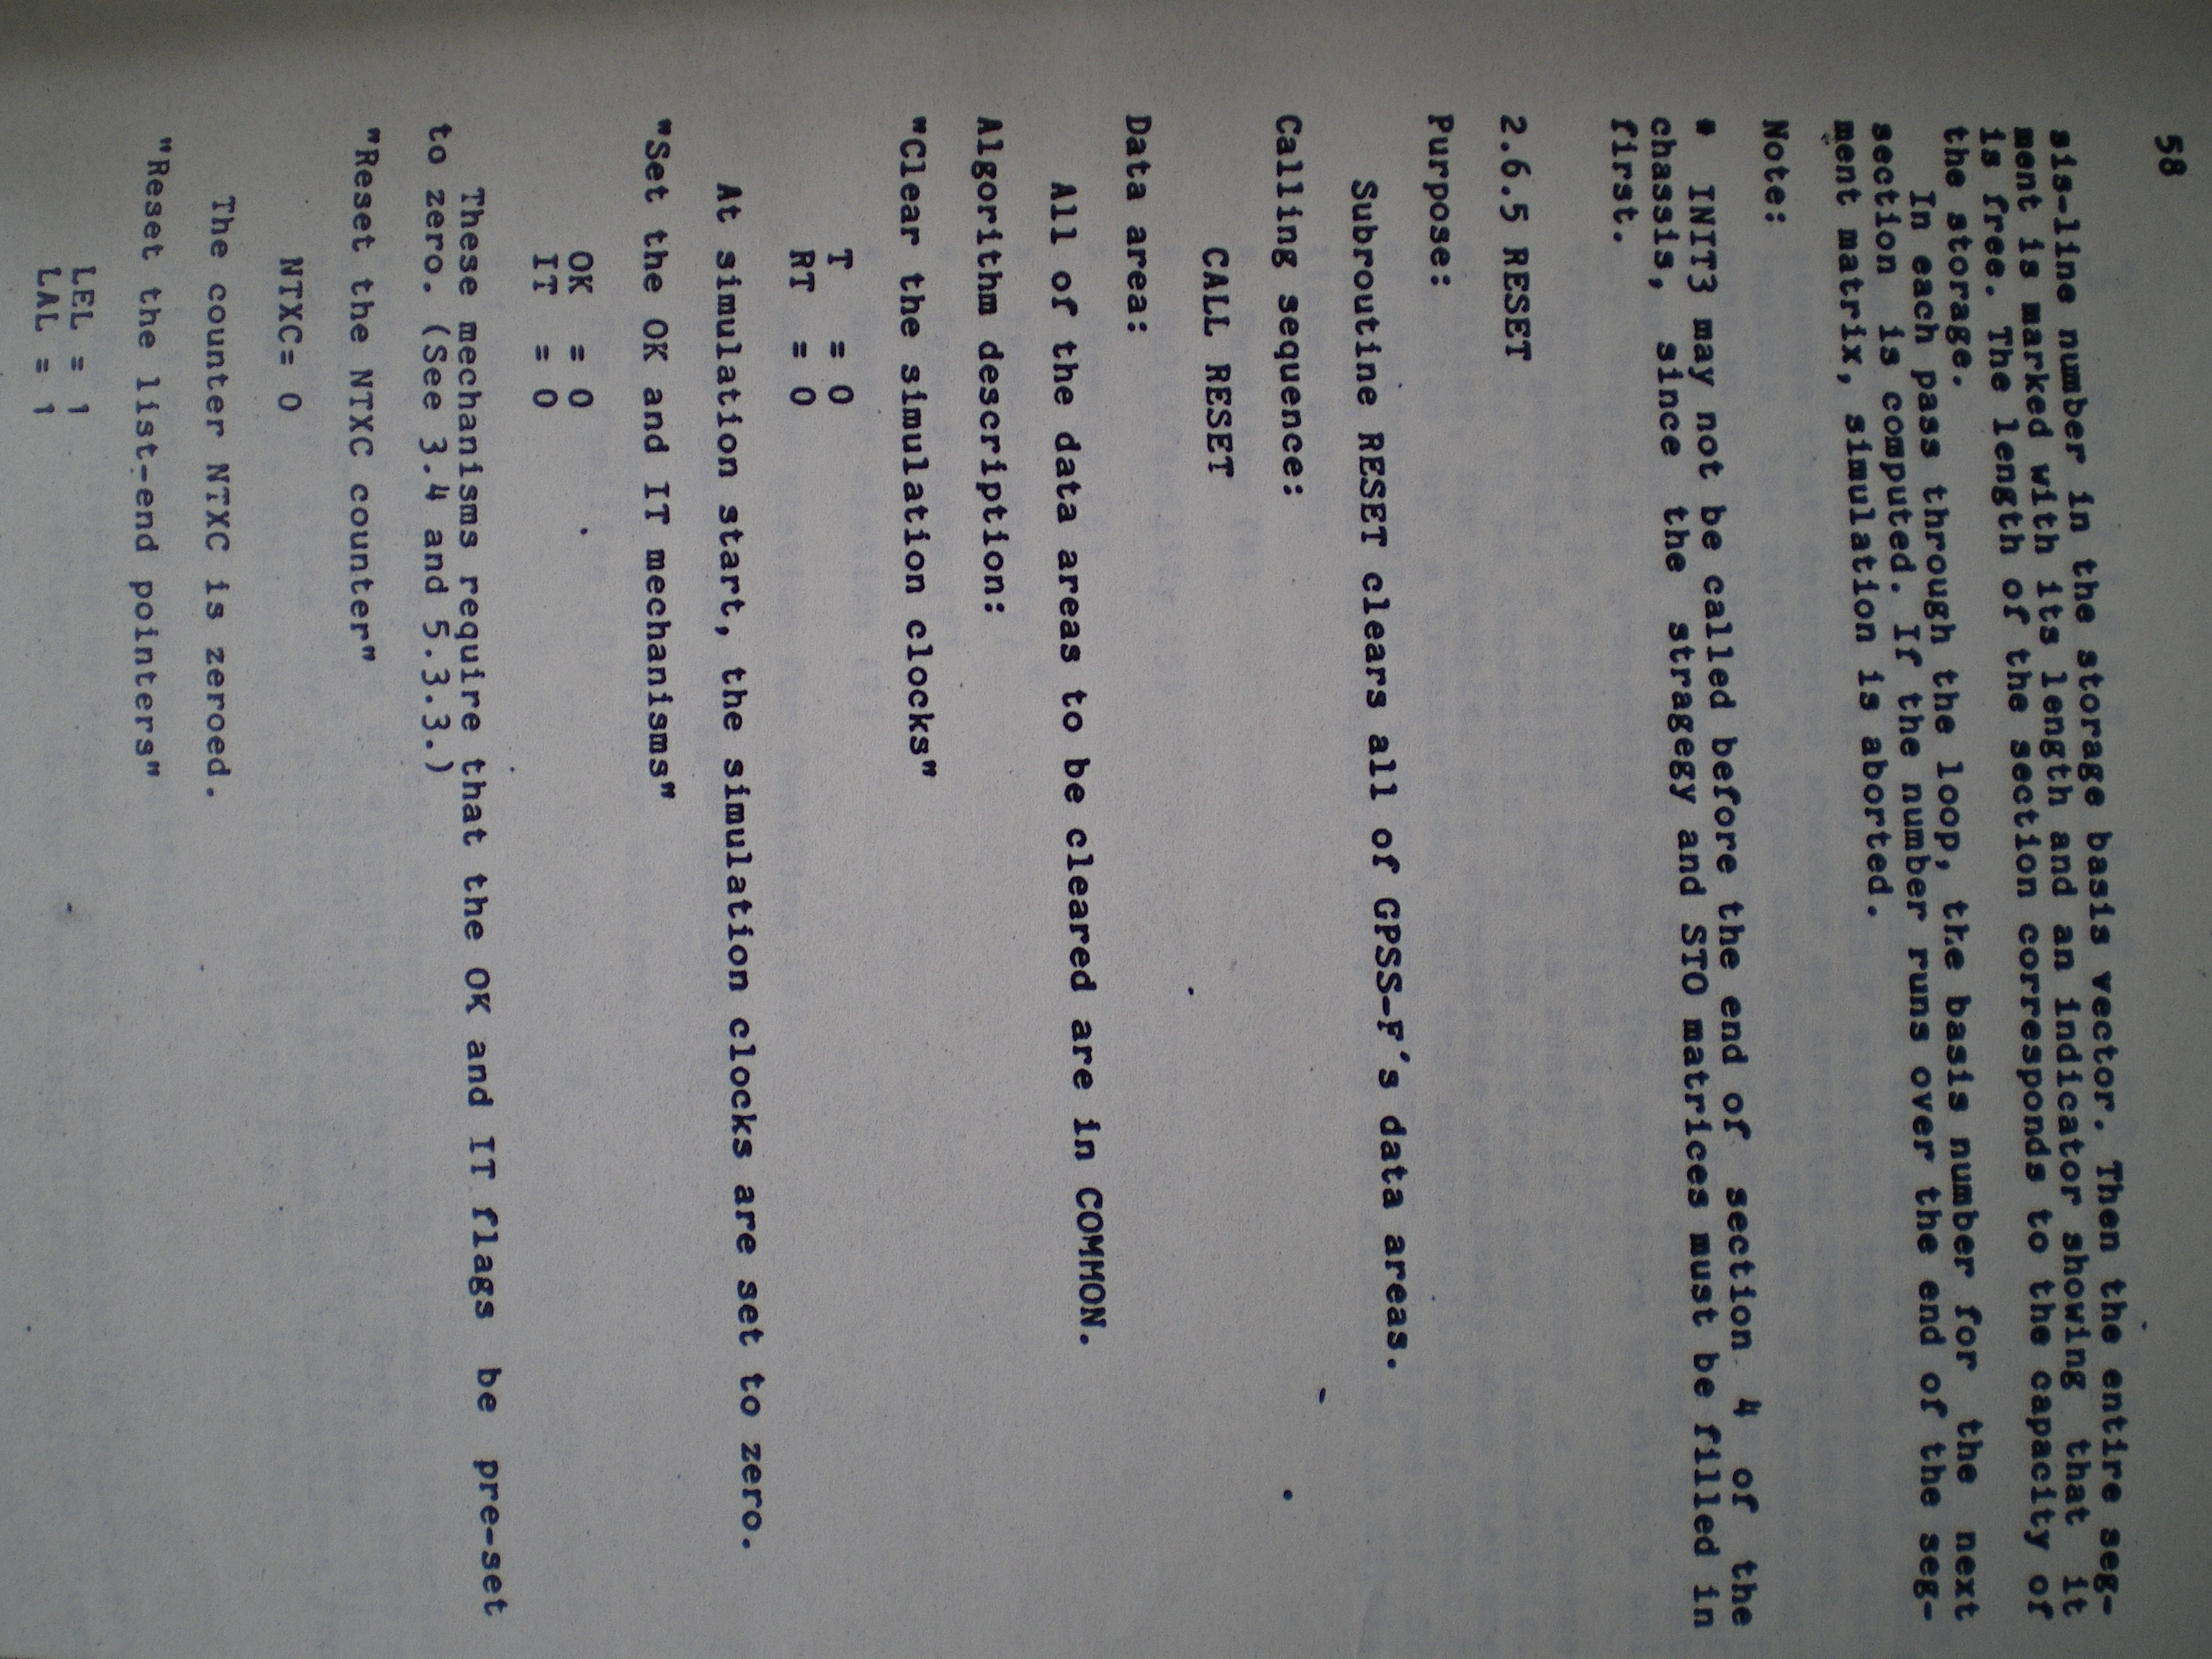 58
sis-line number in the storage basis vector. Then the entire seg-
ment is marked with its length and an indicator showing that it
is free. The length of the section corresponds to the capacity of
the storage.
In each pass through the loop, the basis number for the next
section is computed. If the number runs over the end of the seg-
ment matrix, simulation is aborted.
Note:
* INIT3 may not be called before the end of section 4 of the
chassis, since the stragegy and STO matrices must be filled in
first.
2.6.5 RESET
Purpose:
Subroutine RESET clears all of GPSS-F's data areas.
Calling sequence:
CALL RESET
Data area:
All of the data areas to be cleared are in COMMON.
Algorithm description:
"Clear the simulation clocks"
T = 0
RT = 0
At simulation start, the simulation clocks are set to zero.
"Set the OK and IT mechanisms"
OK = 0
IT = 0
These mechanisms require that the OK and IT flags be pre-set
to zero. (See 3.4 and 5.3.3.)
"Reset the NTXC counter"
NTXC= 0
The counter NTXC is zeroed.
"Reset the list-end pointers"
LEL = 1
LAL = 1